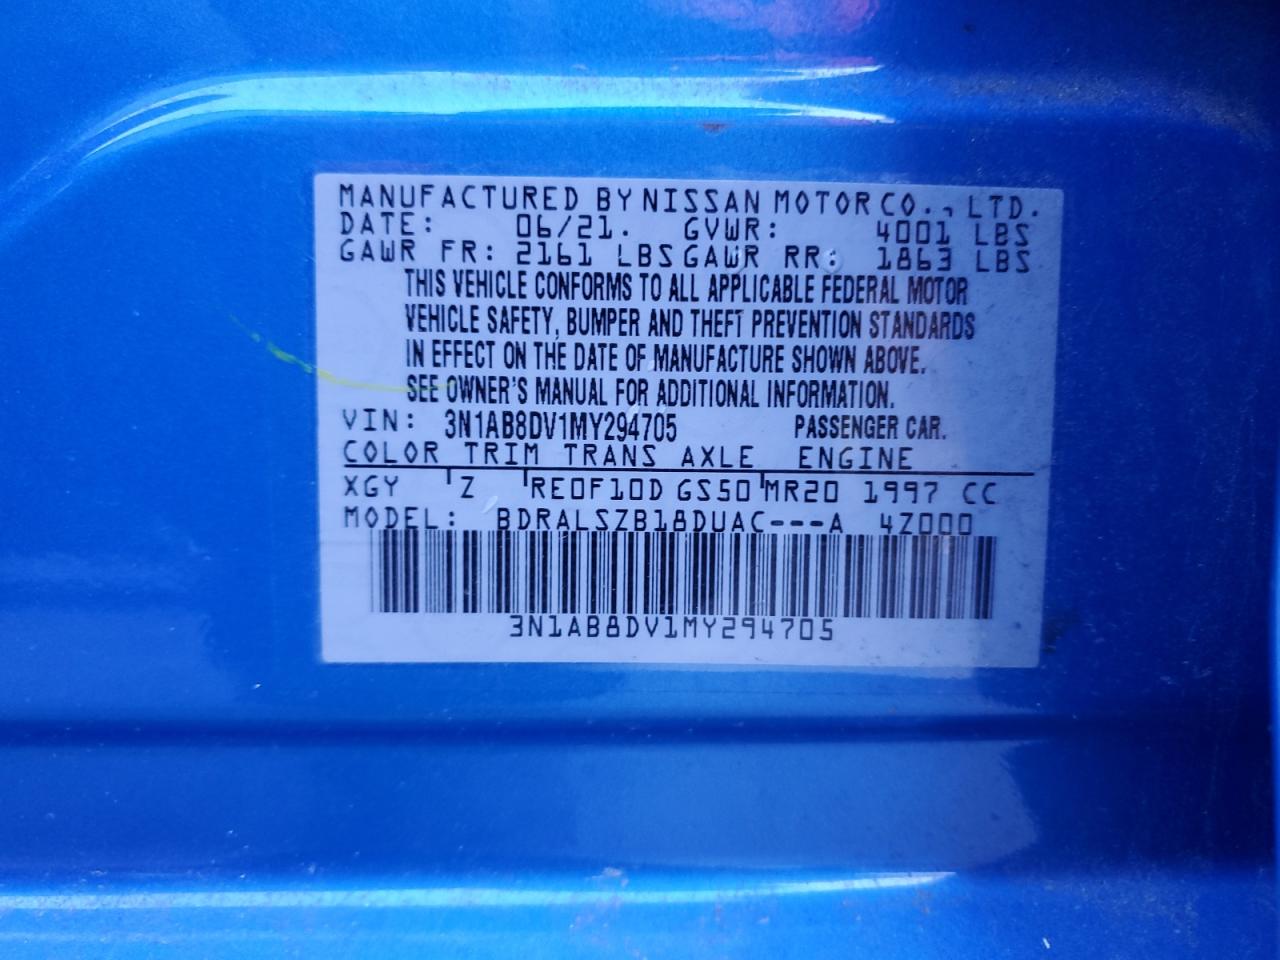 MANUFACTURED BY NISSAN MOTOR CO., LTD.
DATE: 06/21. GVWR: 4001 LBS
GAWR FR: 2161 LBS GAWR RR: 1863 LBS
THIS VEHICLE CONFORMS TO ALL APPLICABLE FEDERAL MOTOR
VEHICLE SAFETY, BUMPER AND THEFT PREVENTION STANDARDS
IN EFFECT ON THE DATE OF MANUFACTURE SHOWN ABOVE.
SEE OWNER'S MANUAL FOR ADDITIONAL INFORMATION.
VIN: 3N1AB8DV1MY294705 PASSENGER CAR.
COLOR TRIM TRANS AXLE ENGINE
XGY Z RE0F10D GS50 MR20 1997 CC
MODEL: BDRALSZB18DUAC---A 4Z000
3N1AB8DV1MY294705